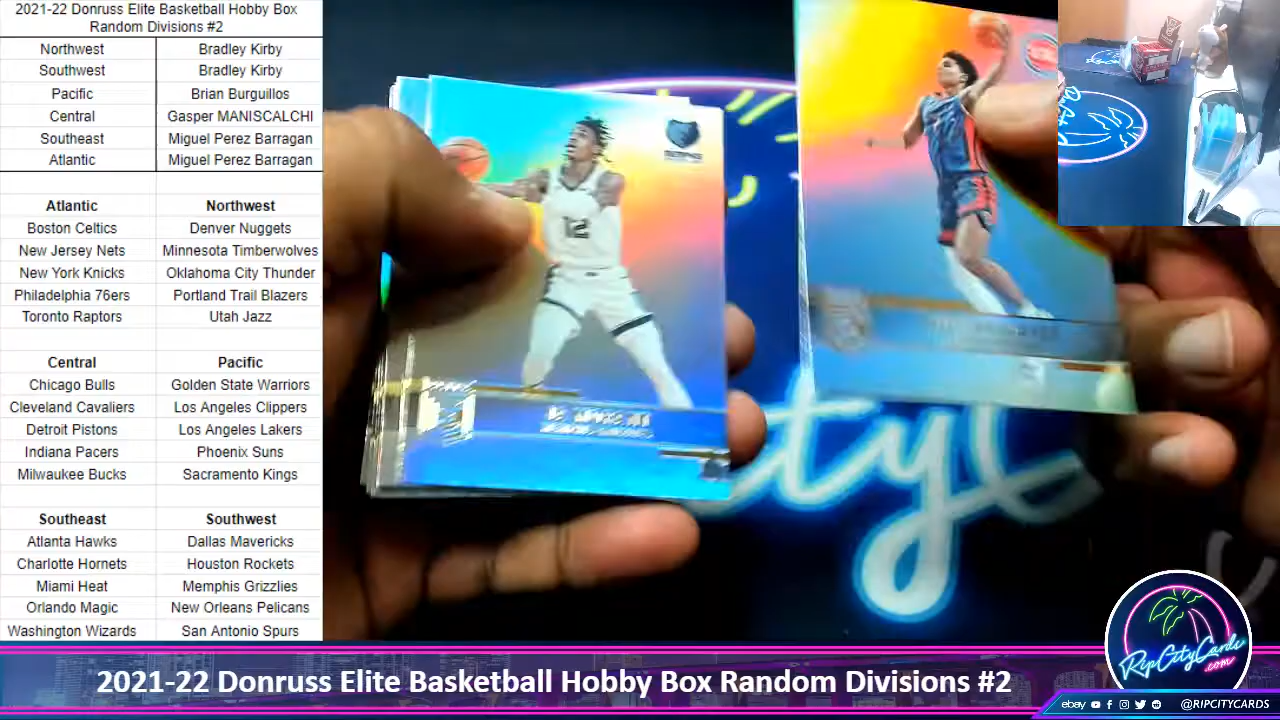 2021-22 Donruss Elite Basketball Hobby Box
Random Divisions #2
Northwest Bradley Kirby
Southwest Bradley Kirby
Pacific Brian Burguillos
Central Gasper MANISCALCHI
Southeast Miguel Perez Barragan
Atlantic Miguel Perez Barragan
Atlantic Northwest
Boston Celtics Denver Nuggets
New Jersey Nets Minnesota Timberwolves
New York Knicks Oklahoma City Thunder
Philadelphia 76ers Portland Trail Blazers
Toronto Raptors Utah Jazz
Central Pacific
Chicago Bulls Golden State Warriors
Cleveland Cavaliers Los Angeles Clippers
Detroit Pistons Los Angeles Lakers
Indiana Pacers Phoenix Suns
Milwaukee Bucks Sacramento Kings
Southeast Southwest
Atlanta Hawks Dallas Mavericks
Charlotte Hornets Houston Rockets
Miami Heat Memphis Grizzlies
Orlando Magic New Orleans Pelicans
Washington Wizards San Antonio Spurs
12
RipCityCards
.com
2021-22 Donruss Elite Basketball Hobby Box Random Divisions #2
ebay @RIPCITYCARDS